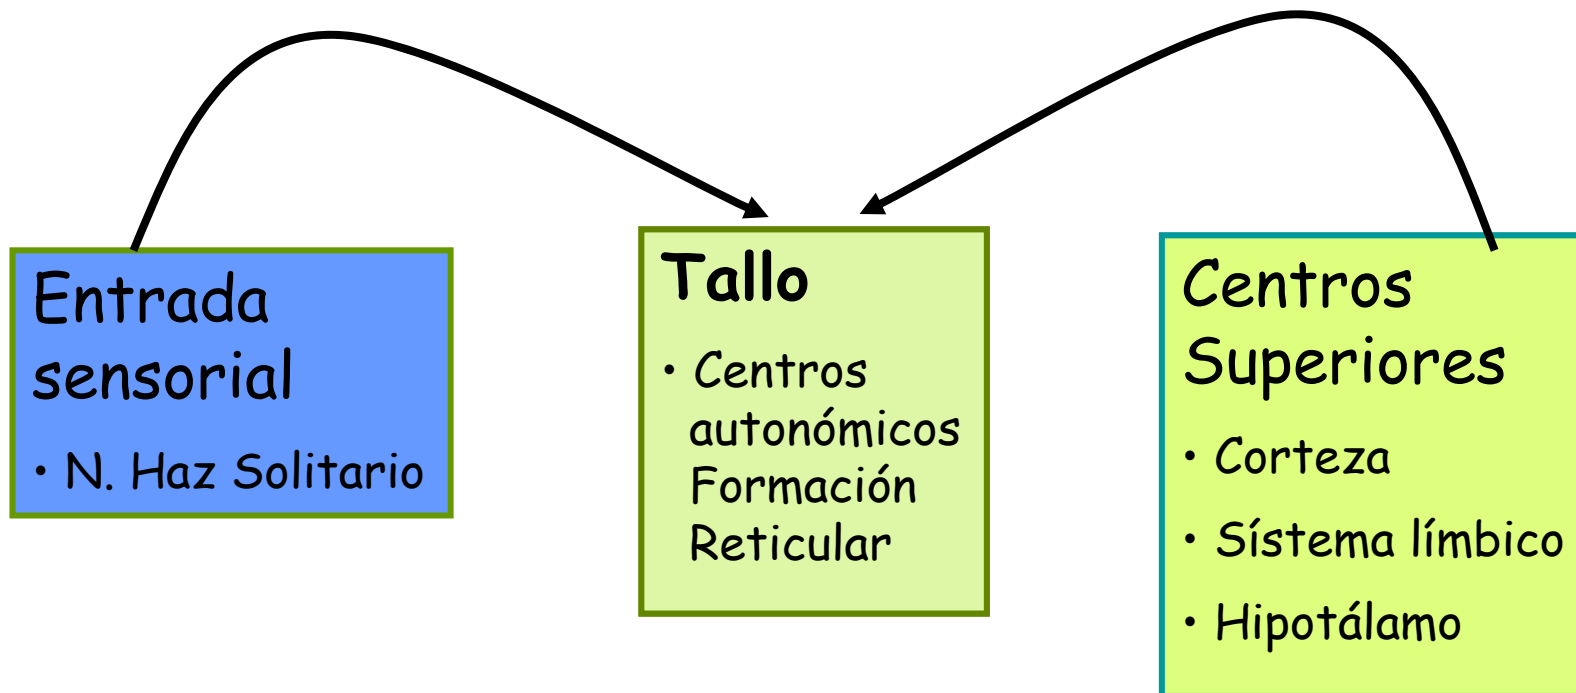 Entrada
sensorial
• N. Haz Solitario
Tallo
• Centros
autonómicos
Formación
Reticular
Centros
Superiores
• Corteza
• Sístema límbico
• Hipotálamo